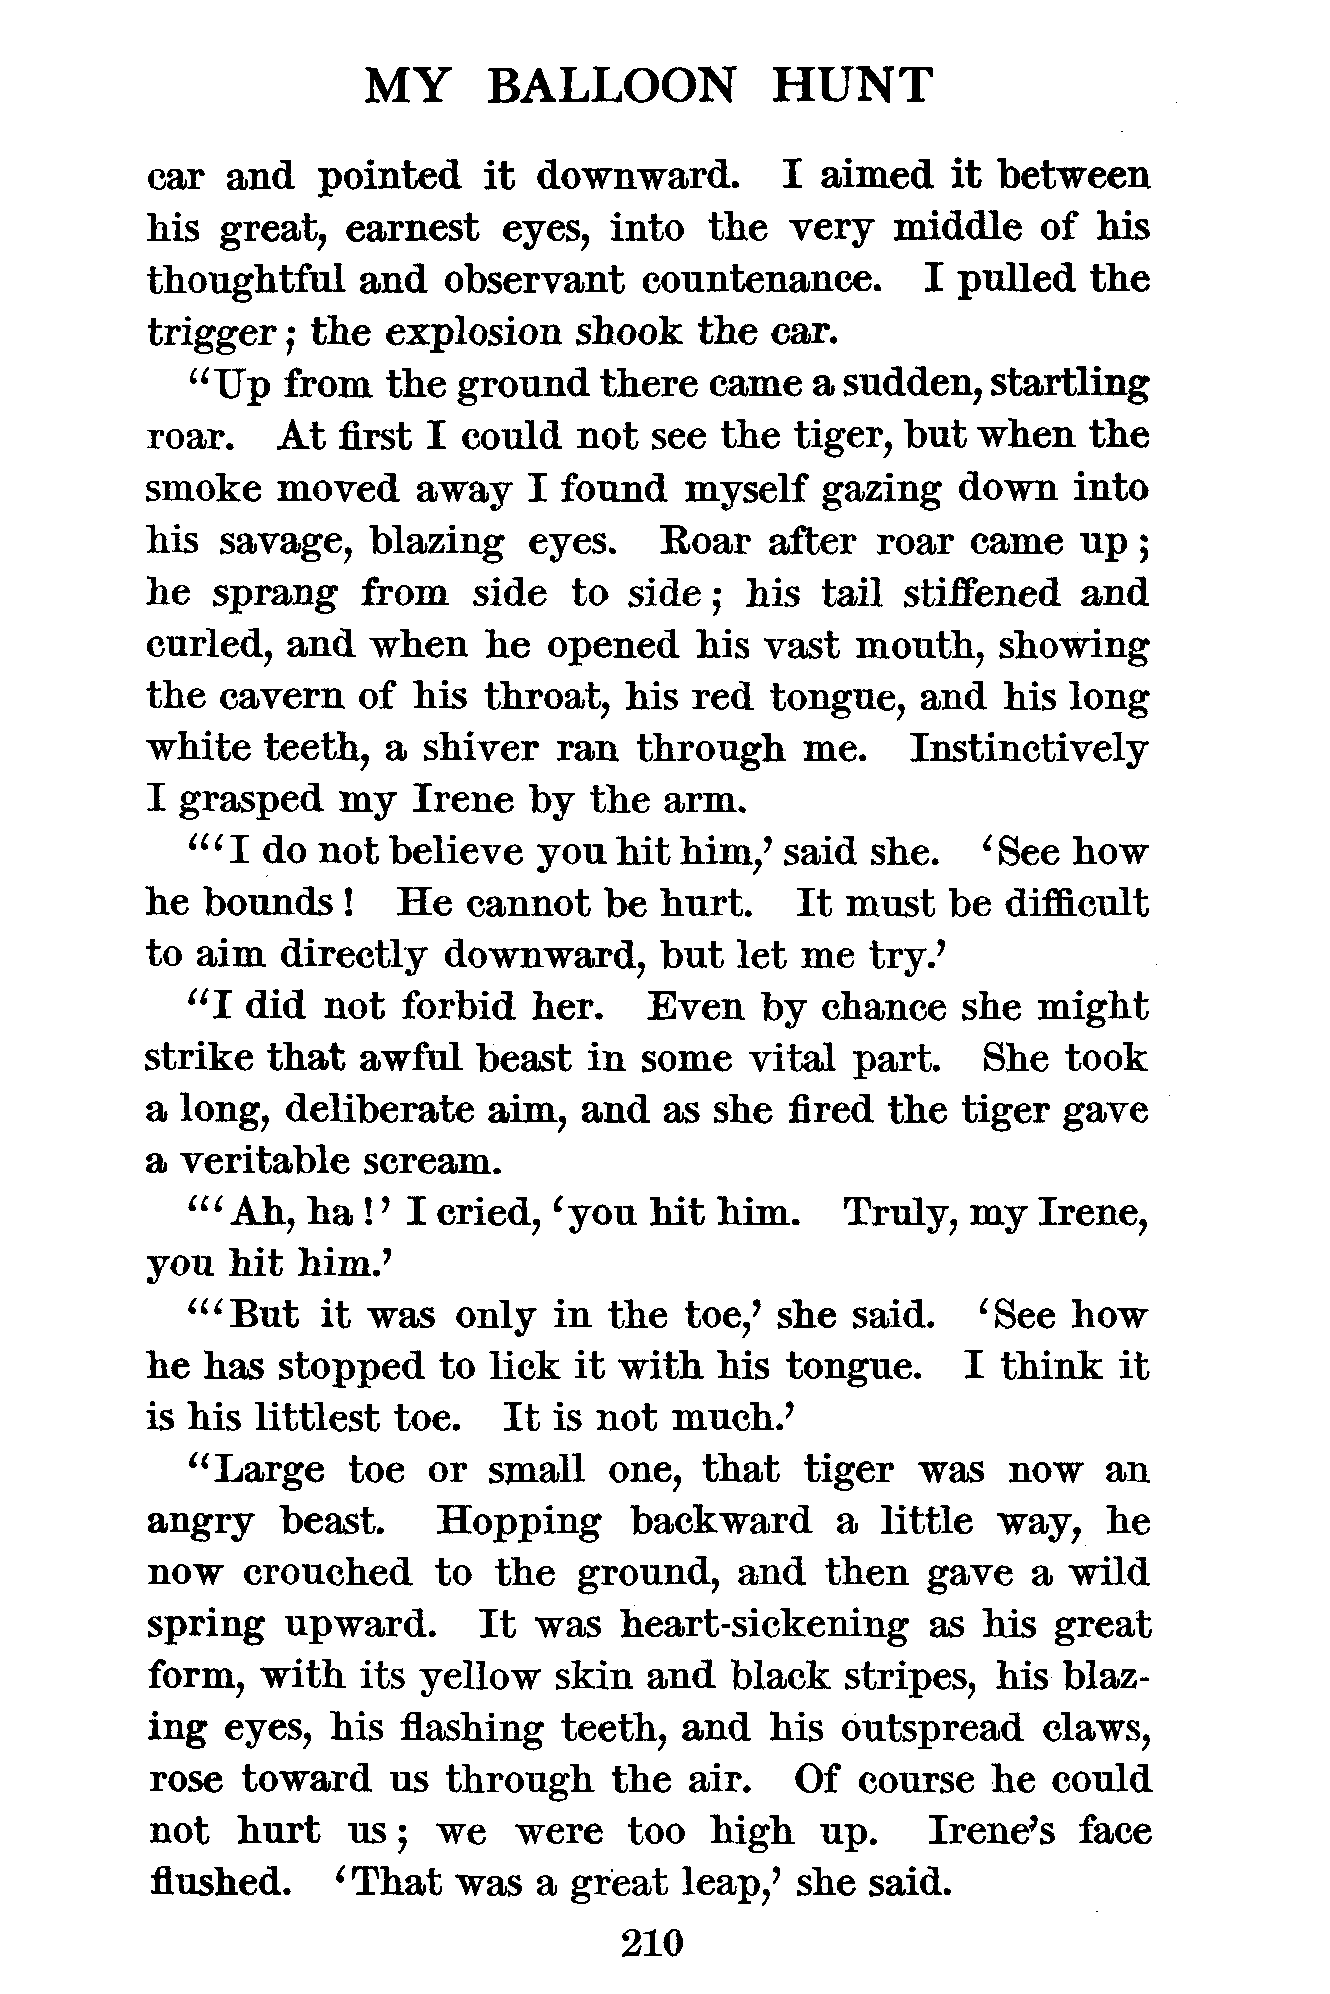 MY BALLOON HUNT
car and pointed it downward. I aimed it between
his great, earnest eyes, into the very middle of his
thoughtful and observant countenance. I pulled the
trigger; the explosion shook the car.
“Up from the ground there came a sudden, startling
roar. At first I could not see the tiger, but when the
smoke moved away I found myself gazing down into
his savage, blazing eyes. Roar after roar came up;
he sprang from side to side; his tail stiffened and
curled, and when he opened his vast mouth, showing
the cavern of his throat, his red tongue, and his long
white teeth, a shiver ran through me. Instinctively
I grasped my Irene by the arm.
“‘I do not believe you hit him,’ said she. ‘See how
he bounds! He cannot be hurt. It must be difficult
to aim directly downward, but let me try.’
“I did not forbid her. Even by chance she might
strike that awful beast in some vital part. She took
a long, deliberate aim, and as she fired the tiger gave
a veritable scream.
“‘Ah, ha!’ I cried, ‘you hit him. Truly, my Irene,
you hit him.’
“‘But it was only in the toe,’ she said. ‘See how
he has stopped to lick it with his tongue. I think it
is his littlest toe. It is not much.’
“Large toe or small one, that tiger was now an
angry beast. Hopping backward a little way, he
now crouched to the ground, and then gave a wild
spring upward. It was heart-sickening as his great
form, with its yellow skin and black stripes, his blaz-
ing eyes, his flashing teeth, and his outspread claws,
rose toward us through the air. Of course he could
not hurt us; we were too high up. Irene’s face
flushed. ‘That was a great leap,’ she said.
210